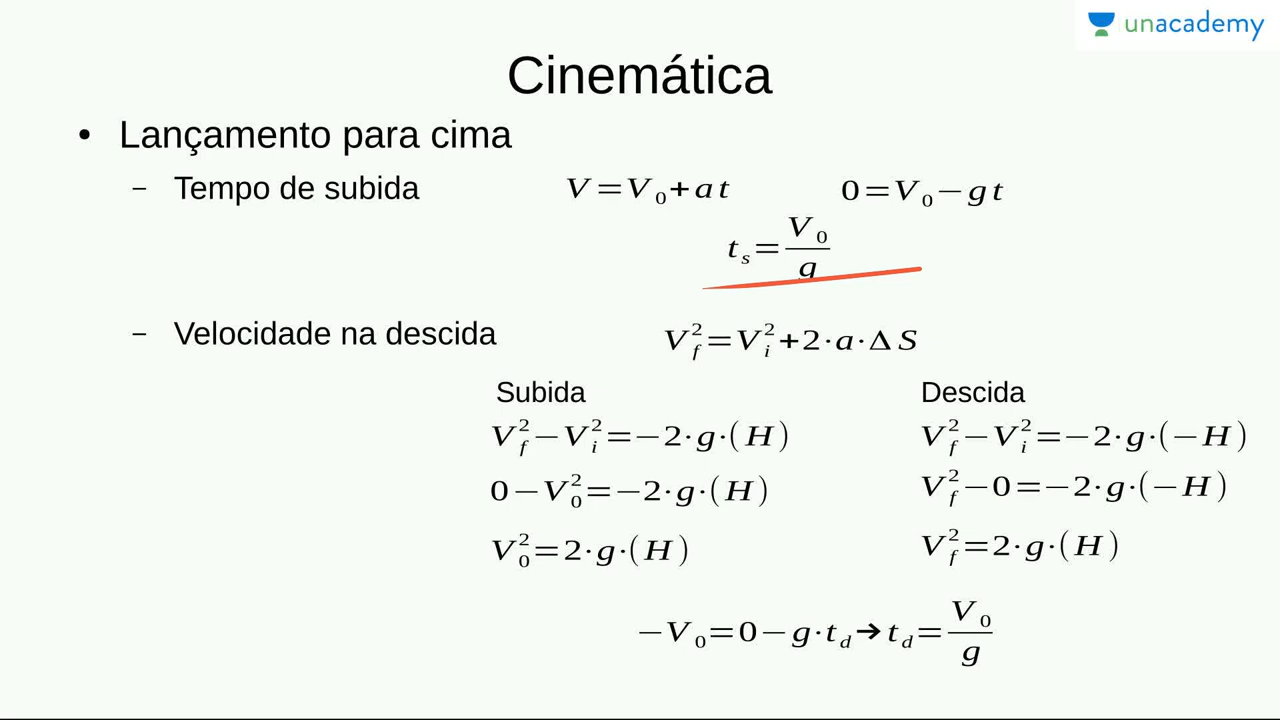 unacademy
Cinemática
• Lançamento para cima
– Tempo de subida V=V₀+at 0=V₀−gt
tₛ=V₀/g
– Velocidade na descida V_f²=V_i²+2·a·ΔS
Subida Descida
V_f²−V_i²=−2·g·(H) V_f²−V_i²=−2·g·(−H)
0−V₀²=−2·g·(H) V_f²−0=−2·g·(−H)
V₀²=2·g·(H) V_f²=2·g·(H)
−V₀=0−g·t_d→t_d=V₀/g